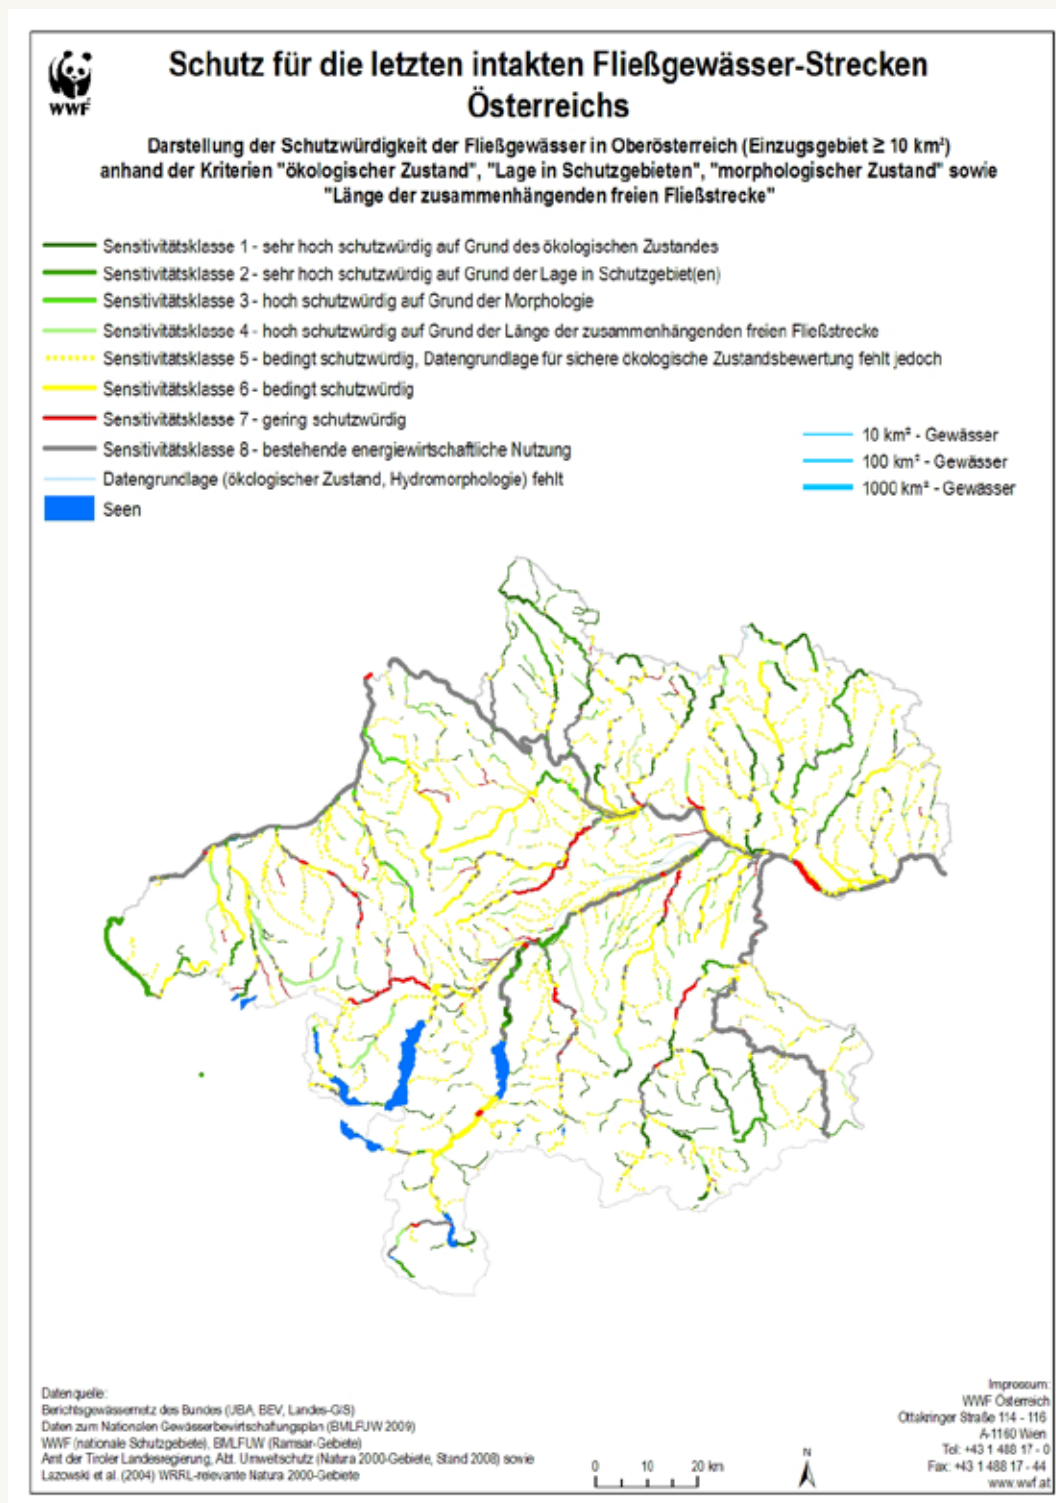 Schutz für die letzten intakten Fließgewässer-Strecken
Österreichs
WWF
Darstellung der Schutzwürdigkeit der Fließgewässer in Oberösterreich (Einzugsgebiet ≥ 10 km²)
anhand der Kriterien "ökologischer Zustand", "Lage in Schutzgebieten", "morphologischer Zustand" sowie
"Länge der zusammenhängenden freien Fließstrecke"
Sensitivitätsklasse 1 - sehr hoch schutzwürdig auf Grund des ökologischen Zustandes
Sensitivitätsklasse 2 - sehr hoch schutzwürdig auf Grund der Lage in Schutzgebiet(en)
Sensitivitätsklasse 3 - hoch schutzwürdig auf Grund der Morphologie
Sensitivitätsklasse 4 - hoch schutzwürdig auf Grund der Länge der zusammenhängenden freien Fließstrecke
Sensitivitätsklasse 5 - bedingt schutzwürdig, Datengrundlage für sichere ökologische Zustandsbewertung fehlt jedoch
Sensitivitätsklasse 6 - bedingt schutzwürdig
Sensitivitätsklasse 7 - gering schutzwürdig
Sensitivitätsklasse 8 - bestehende energiewirtschaftliche Nutzung
Datengrundlage (ökologischer Zustand, Hydromorphologie) fehlt
Seen
10 km² - Gewässer
100 km² - Gewässer
1000 km² - Gewässer
Datenquelle:
Berichtsgewässernetz des Bundes (UBA, BEV, Landes-GIS)
Daten zum Nationalen Gewässerbewirtschaftungsplan (BMLFUW 2009)
WWF (nationale Schutzgebiete), BMLFUW (Ramsar-Gebiete)
Amt der Tiroler Landesregierung, Abt. Umweltschutz (Natura 2000-Gebiete, Stand 2008) sowie
Lazowski et al. (2004) WRRL-relevante Natura 2000-Gebiete
0 10 20 km
N
Impressum:
WWF Österreich
Ottakringer Straße 114 - 116
A-1160 Wien
Tel: +43 1 488 17 - 0
Fax: +43 1 488 17 - 44
www.wwf.at